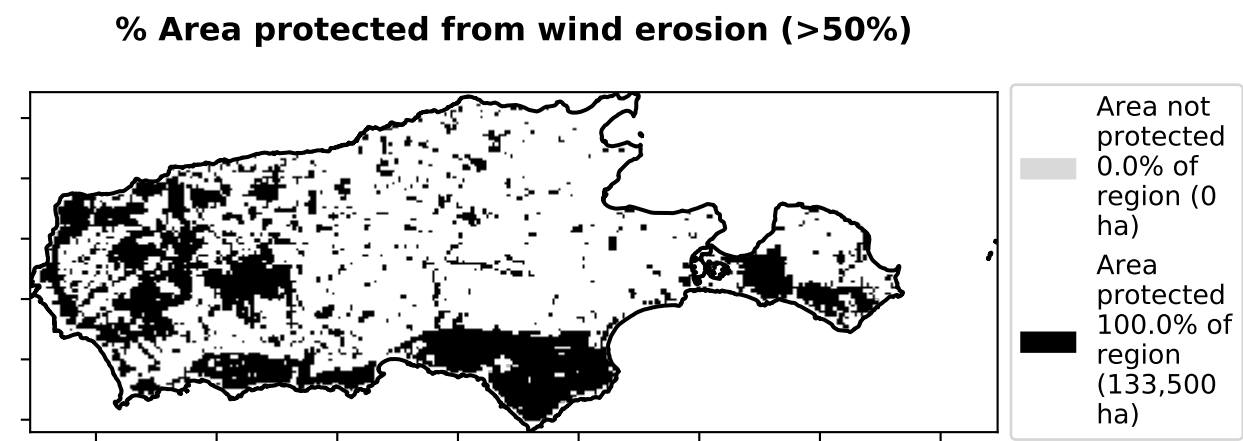 % Area protected from wind erosion (>50%)
Area not
protected
0.0% of
region (0
ha)
Area
protected
100.0% of
region
(133,500
ha)